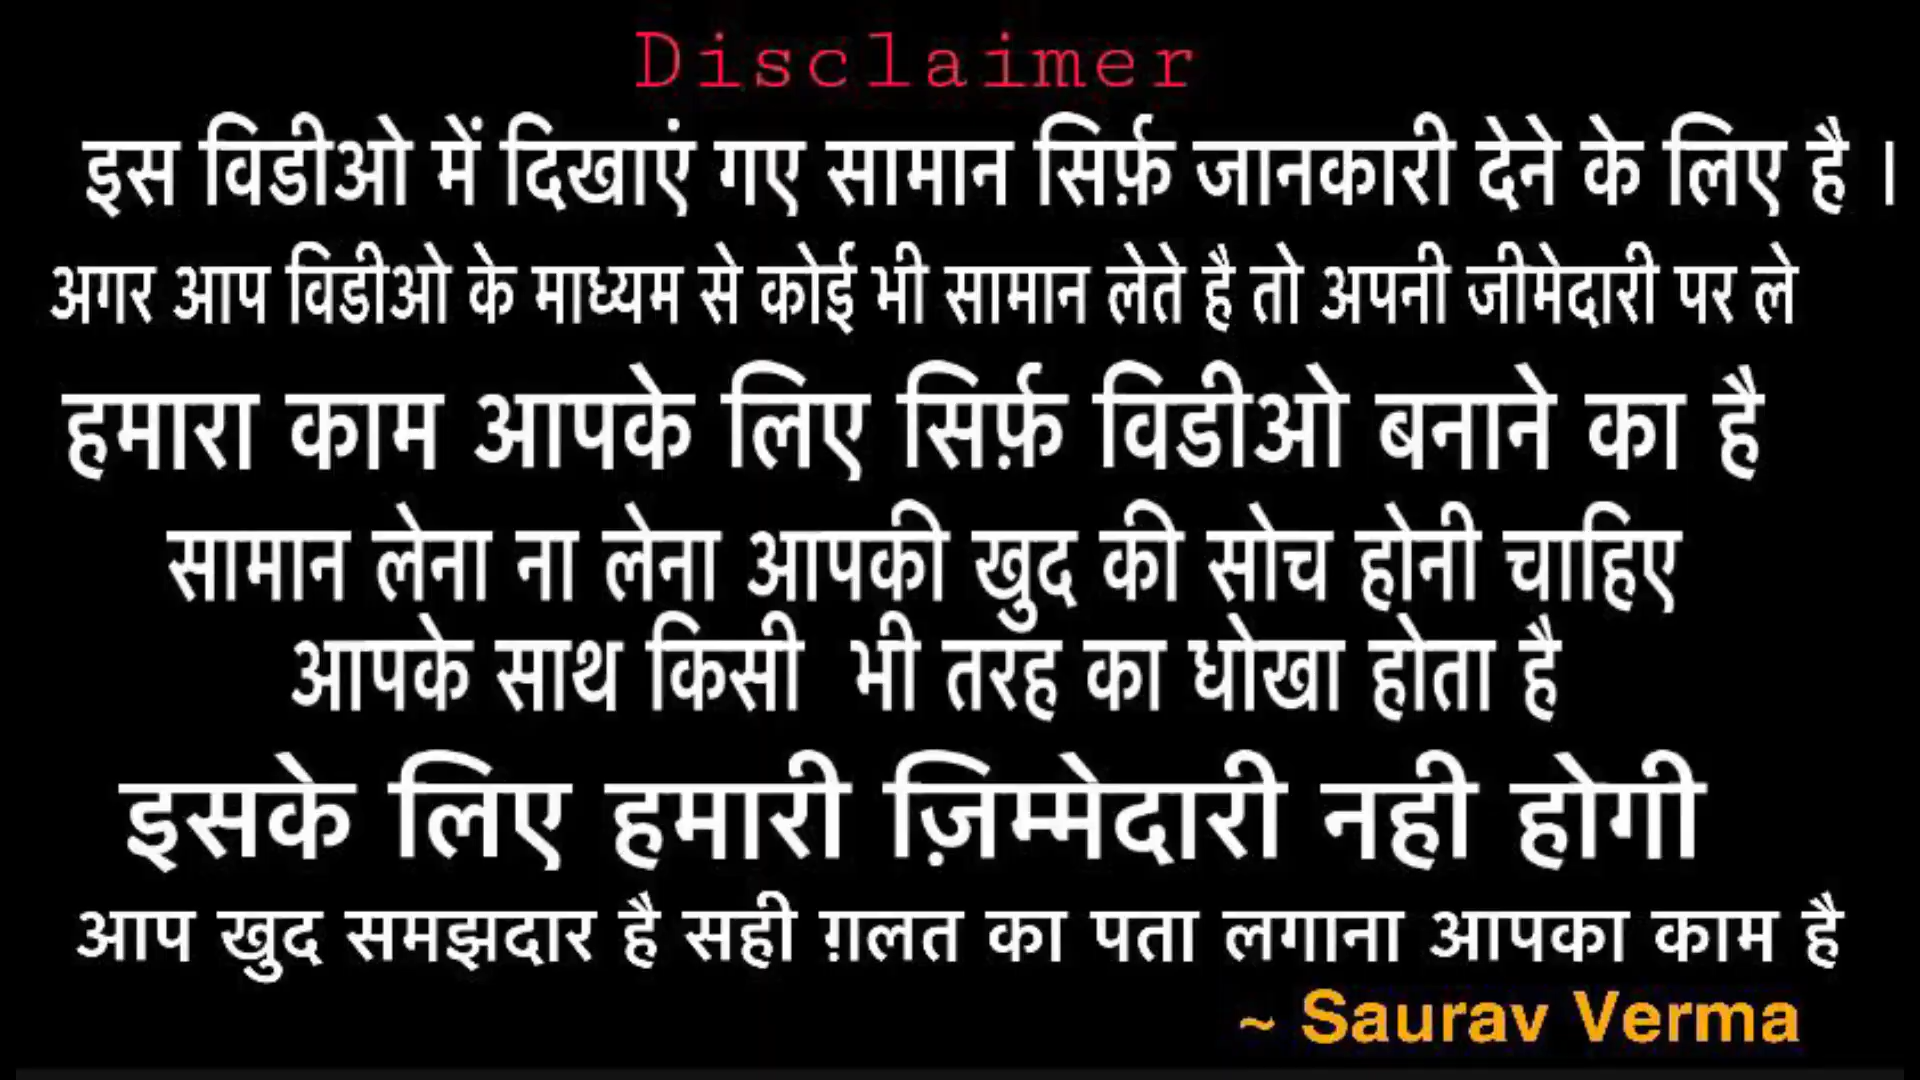 Disclaimer
इस विडीओ में दिखाएं गए सामान सिर्फ़ जानकारी देने के लिए है ।
अगर आप विडीओ के माध्यम से कोई भी सामान लेते है तो अपनी जीमेदारी पर ले
हमारा काम आपके लिए सिर्फ़ विडीओ बनाने का है
सामान लेना ना लेना आपकी खुद की सोच होनी चाहिए
आपके साथ किसी भी तरह का धोखा होता है
इसके लिए हमारी ज़िम्मेदारी नही होगी
आप खुद समझदार है सही ग़लत का पता लगाना आपका काम है
~ Saurav Verma